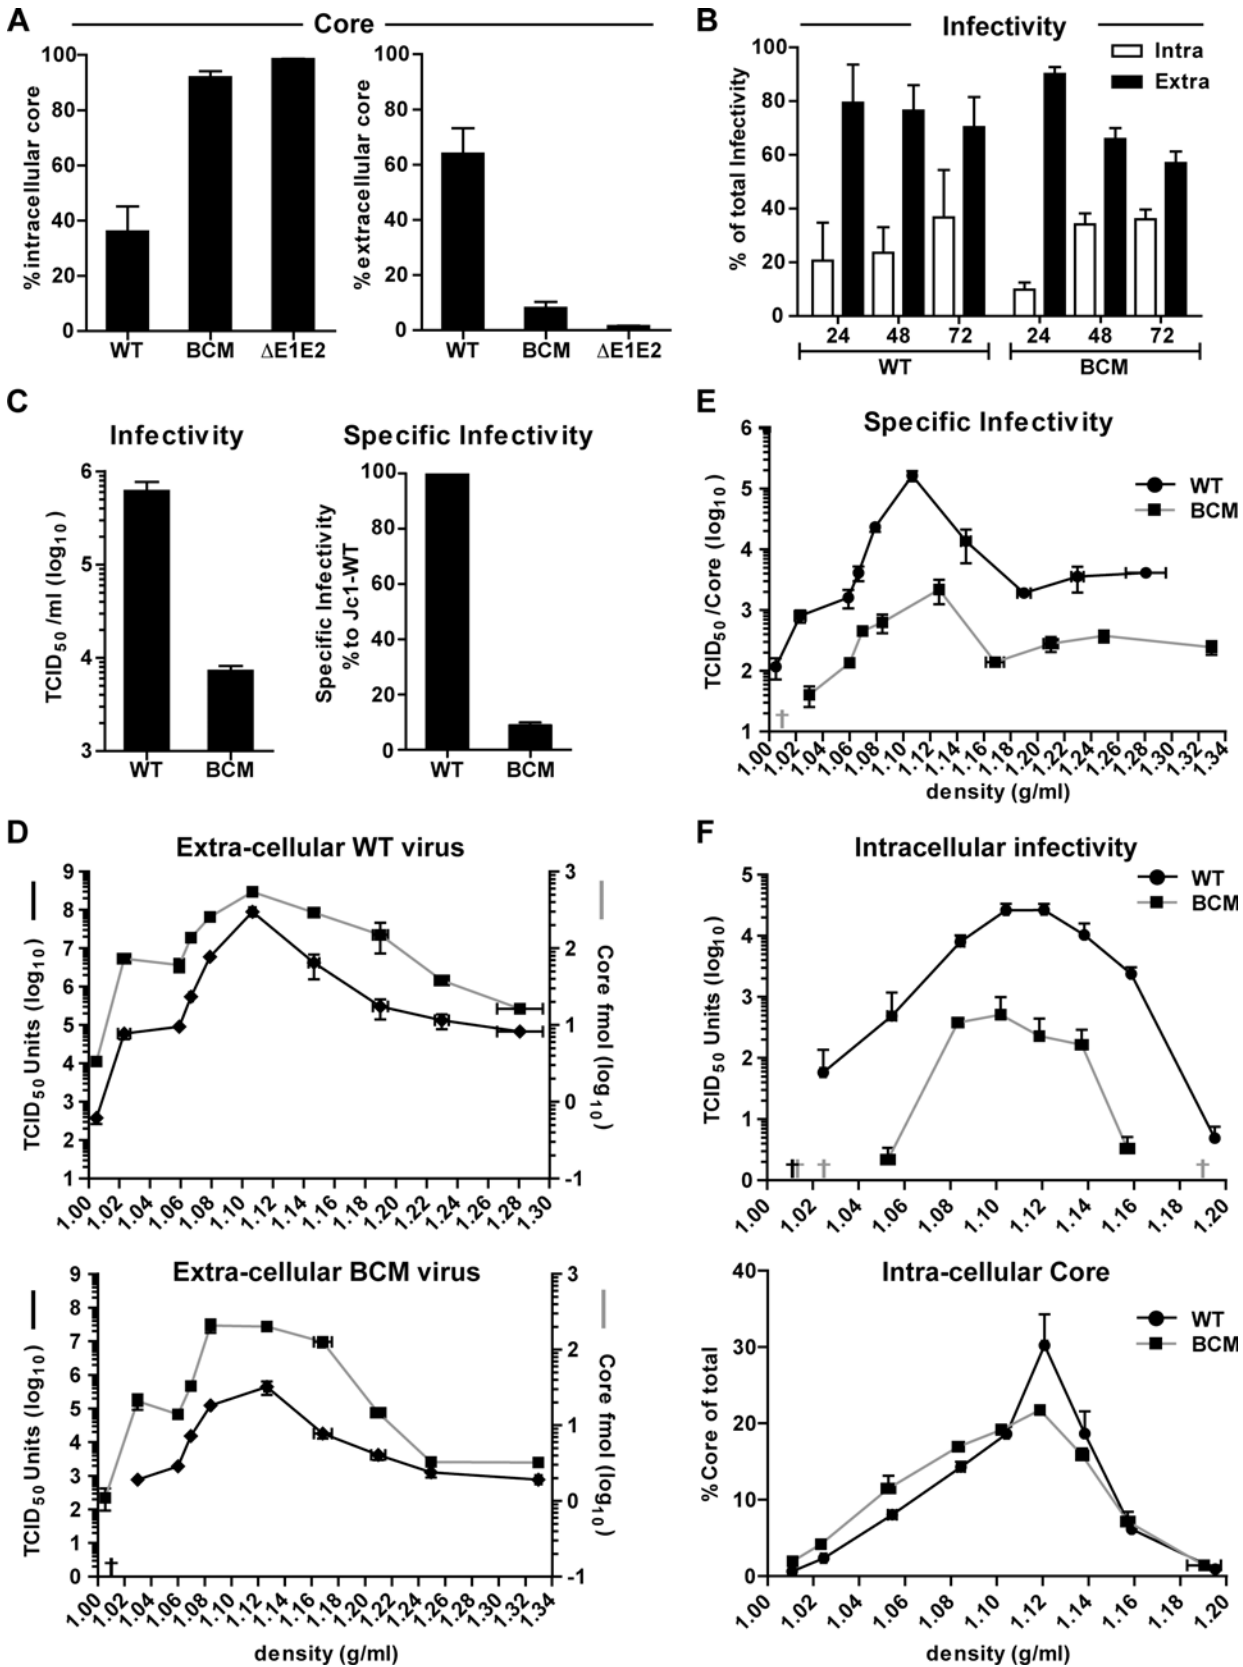 A
Core
% intracellular core
100
80
60
40
20
0
WT BCM ΔE1E2
% extracellular core
100
80
60
40
20
0
WT BCM ΔE1E2
B
Infectivity
Intra
Extra
% of total Infectivity
100
80
60
40
20
0
24 48 72 24 48 72
WT BCM
C
Infectivity
TCID50/ml (log10)
6
5
4
3
WT BCM
Specific Infectivity
Specific Infectivity
% to Jc1-WT
100
80
60
40
20
0
WT BCM
E
Specific Infectivity
WT
BCM
TCID50/Core (log10)
6
5
4
3
2
1
†
1.00 1.02 1.04 1.06 1.08 1.10 1.12 1.14 1.16 1.18 1.20 1.22 1.24 1.26 1.28 1.30 1.32 1.34
density (g/ml)
D
Extra-cellular WT virus
TCID50 Units (log10)
9
8
7
6
5
4
3
2
1
Core fmol (log10)
3
2
1
0
-1
1.00 1.02 1.04 1.06 1.08 1.10 1.12 1.14 1.16 1.18 1.20 1.22 1.24 1.26 1.28 1.30
Extra-cellular BCM virus
TCID50 Units (log10)
9
8
7
6
5
4
3
2
1
0
†
Core fmol (log10)
3
2
1
0
-1
1.00 1.02 1.04 1.06 1.08 1.10 1.12 1.14 1.16 1.18 1.20 1.22 1.24 1.26 1.28 1.30 1.32 1.34
density (g/ml)
F
Intracellular infectivity
WT
BCM
TCID50 Units (log10)
5
4
3
2
1
0
† † † †
1.00 1.02 1.04 1.06 1.08 1.10 1.12 1.14 1.16 1.18 1.20
Intra-cellular Core
WT
BCM
%Core of total
40
30
20
10
0
1.00 1.02 1.04 1.06 1.08 1.10 1.12 1.14 1.16 1.18 1.20
density (g/ml)